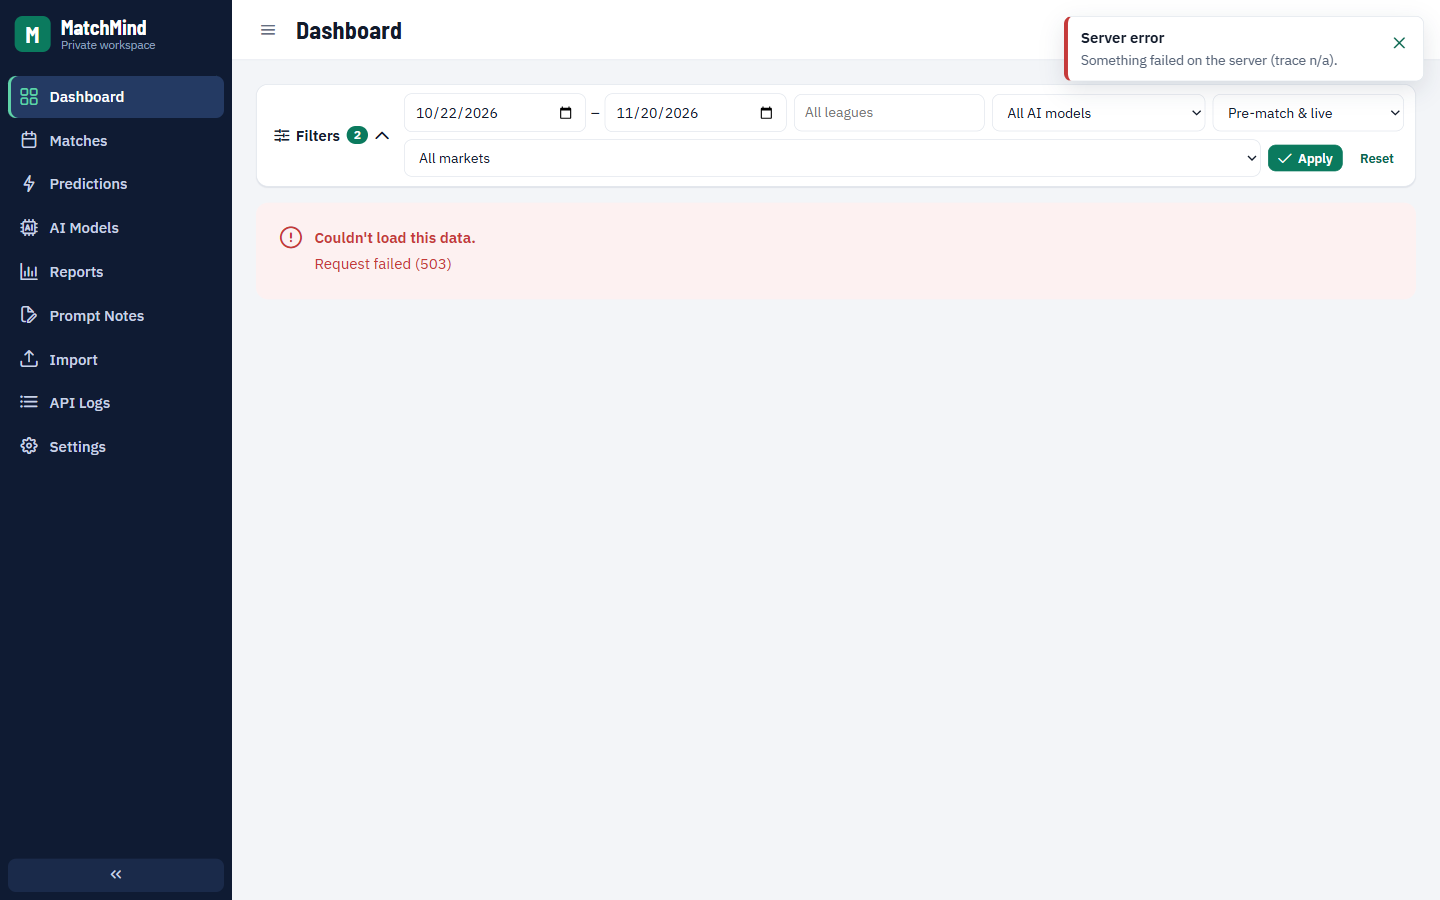 M
MatchMind
Private workspace
Dashboard
Matches
Predictions
AI
AI Models
Reports
Prompt Notes
Import
API Logs
Settings
Dashboard
Server error
Something failed on the server (trace n/a).
Filters 2
10/22/2026 – 11/20/2026 All leagues All AI models Pre-match & live
All markets Apply Reset
Couldn't load this data.
Request failed (503)